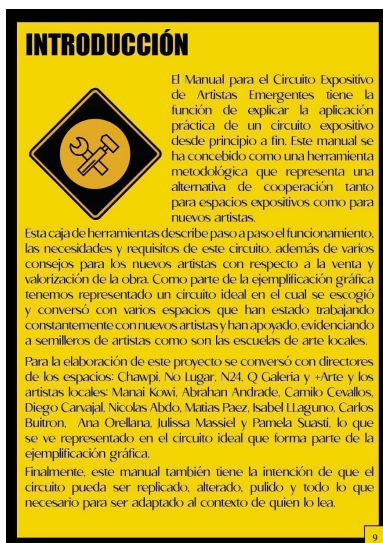 INTRODUCCIÓN
El Manual para el Circuito Expositivo
de Artistas Emergentes tiene la
función de explicar la aplicación
práctica de un circuito expositivo
desde principio a fin. Este manual se
ha concebido como una herramienta
metodológica que representa una
alternativa de cooperación tanto
para espacios expositivos como para
nuevos artistas.
Esta caja de herramientas describe paso a paso el funcionamiento,
las necesidades y requisitos de este circuito, además de varios
consejos para los nuevos artistas con respecto a la venta y
valorización de la obra. Como parte de la ejemplificación gráfica
tenemos representado un circuito ideal en el cual se escogió
y conversó con varios espacios que han estado trabajando
constantemente con nuevos artistas y han apoyado, evidenciando
a semilleros de artistas como son las escuelas de arte locales.
Para la elaboración de este proyecto se conversó con directores
de los espacios: Chawpi, No Lugar, N24, Q Galeria y +Arte; y los
artistas locales: Manai Kowi, Abrahan Andrade, Camilo Cevallos,
Diego Carvajal, Nicolas Abdo, Matias Paez, Isabel LLaguno, Carlos
Buitron, Ana Orellana, Julissa Massiel y Pamela Suasti, lo que
se ve representado en el circuito ideal que forma parte de la
ejemplificación gráfica.
Finalmente, este manual también tiene la intención de que el
circuito pueda ser replicado, alterado, pulido y todo lo que
necesario para ser adaptado al contexto de quien lo lea.
9